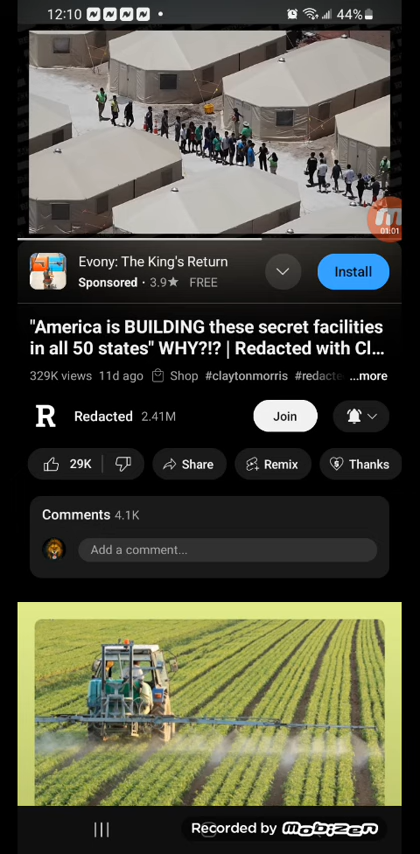 12:10
44%
01:01
Evony: The King's Return
Sponsored · 3.9★ FREE
Install
"America is BUILDING these secret facilities
in all 50 states" WHY?!? | Redacted with Cl...
329K views 11d ago Shop #claytonmorris #redacte ...more
R Redacted 2.41M Join
29K Share Remix Thanks
Comments 4.1K
Add a comment...
Recorded by mobizen